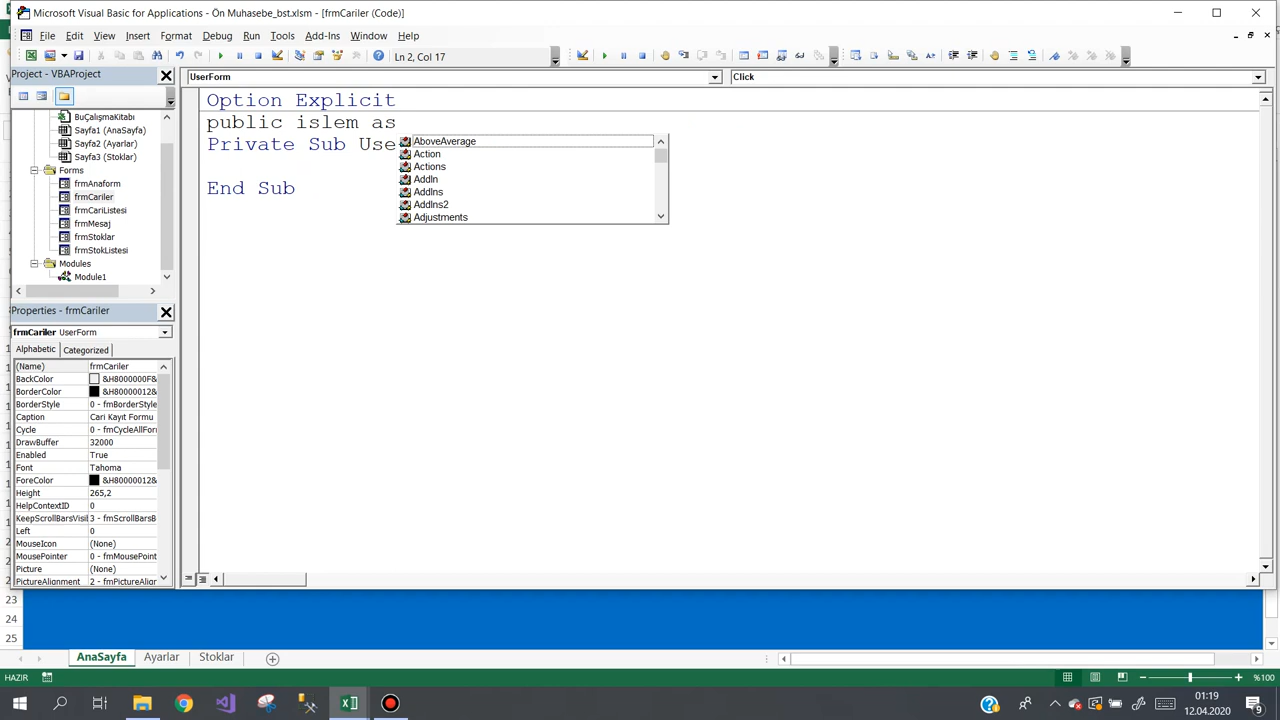 Microsoft Visual Basic for Applications - Ön Muhasebe_bst.xlsm - [frmCariler (Code)]
File Edit View Insert Format Debug Run Tools Add-Ins Window Help
Ln 2, Col 17
Project - VBAProject
UserForm
Click
BuÇalışmaKitabı
Sayfa1 (AnaSayfa)
Sayfa2 (Ayarlar)
Sayfa3 (Stoklar)
Forms
frmAnaform
frmCariler
frmCariListesi
frmMesaj
frmStoklar
frmStokListesi
Modules
Module1
Option Explicit
public islem as
Private Sub Use
End Sub
AboveAverage
Action
Actions
AddIn
AddIns
AddIns2
Adjustments
Properties - frmCariler
frmCariler UserForm
Alphabetic Categorized
(Name) frmCariler
BackColor &H8000000F&
BorderColor &H80000012&
BorderStyle 0 - fmBorderStyle
Caption Cari Kayıt Formu
Cycle 0 - fmCycleAllForm
DrawBuffer 32000
Enabled True
Font Tahoma
ForeColor &H80000012&
Height 265,2
HelpContextID 0
KeepScrollBarsVisib 3 - fmScrollBarsB
Left 0
MouseIcon (None)
MousePointer 0 - fmMousePoint
Picture (None)
PictureAlignment 2 - fmPictureAlign
23
24
25
AnaSayfa Ayarlar Stoklar
HAZIR
%100
01:19
12.04.2020
9